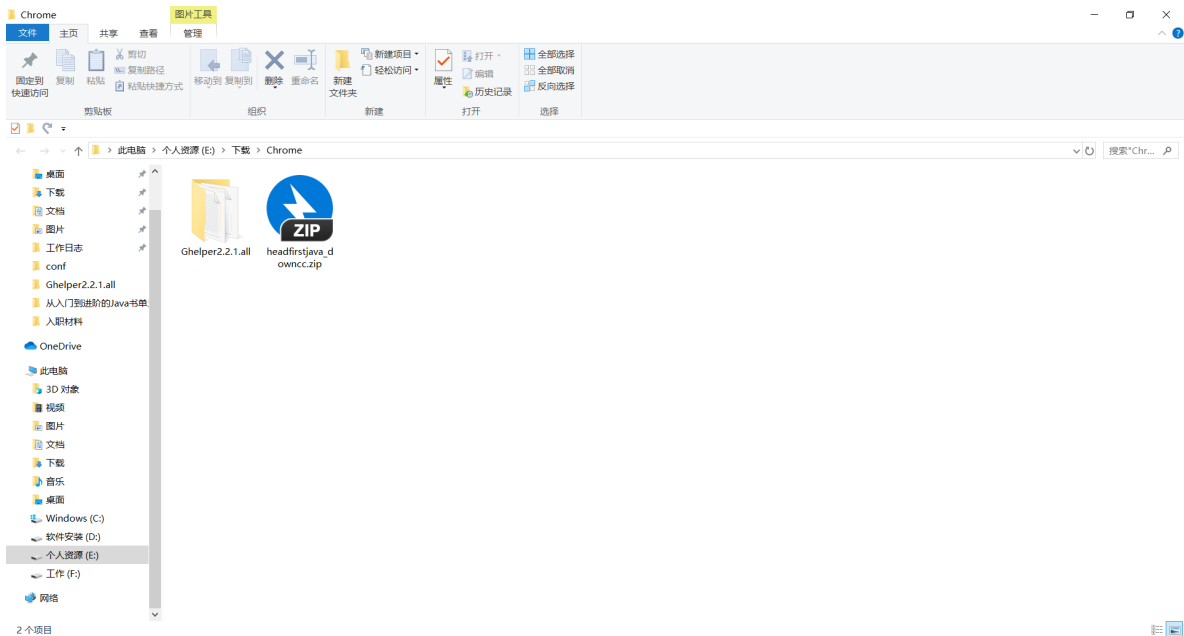 Chrome
图片工具
文件
主页
共享
查看
管理
固定到
快速访问
复制
粘贴
剪切
复制路径
粘贴快捷方式
剪贴板
移动到
复制到
删除
重命名
组织
新建
文件夹
新建项目
轻松访问
新建
属性
打开
编辑
历史记录
打开
全部选择
全部取消
反向选择
选择
此电脑 > 个人资源 (E:) > 下载 > Chrome
搜索"Chr...
桌面
下载
文档
图片
工作日志
conf
Ghelper2.2.1.all
从入门到进阶的Java书单
入职材料
OneDrive
此电脑
3D 对象
视频
图片
文档
下载
音乐
桌面
Windows (C:)
软件安装 (D:)
个人资源 (E:)
工作 (F:)
网络
Ghelper2.2.1.all
ZIP
headfirstjava_d
owncc.zip
2 个项目